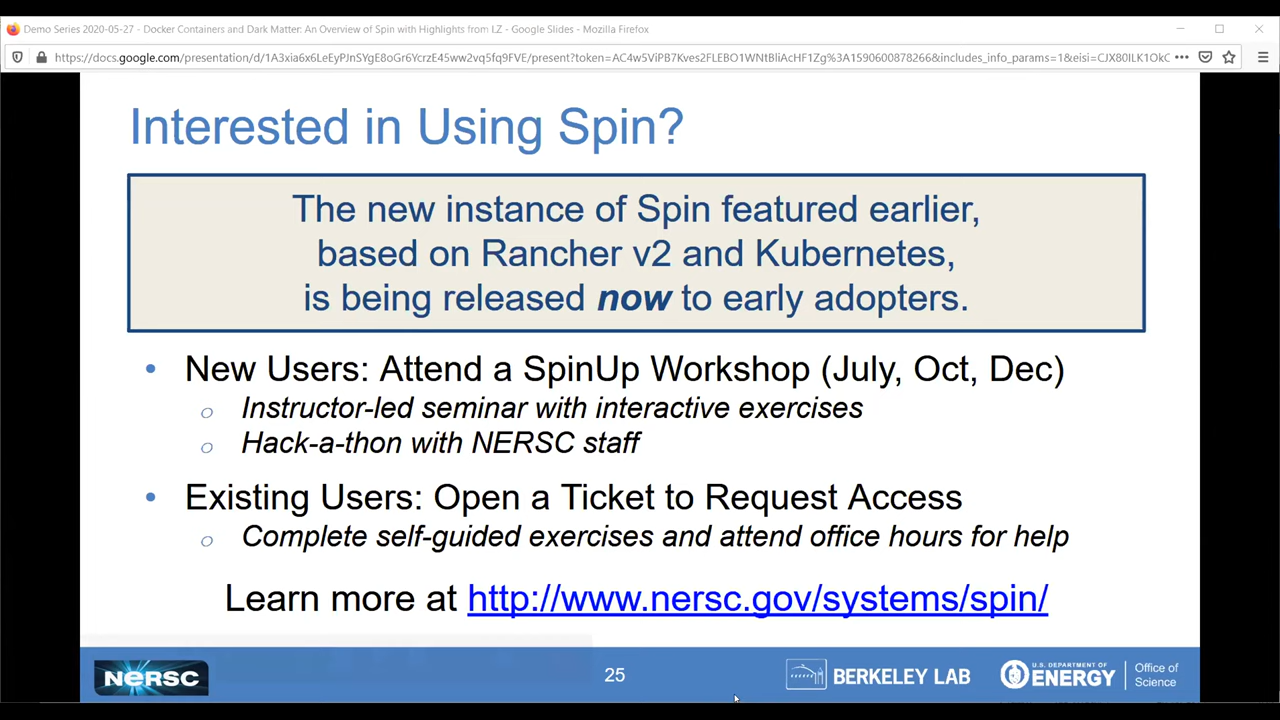 Demo Series 2020-05-27 - Docker Containers and Dark Matter: An Overview of Spin with Highlights from LZ - Google Slides - Mozilla Firefox
https://docs.google.com/presentation/d/1A3xia6x6LeEyPJnSYgE8oGr6YcrzE45ww2vq5fq9FVE/present?token=AC4w5ViPB7Kves2FLEBO1WNtBliAcHF1Zg%3A1590600878266&includes_info_params=1&eisi=CJX80ILK1OkC
Interested in Using Spin?
The new instance of Spin featured earlier,
based on Rancher v2 and Kubernetes,
is being released now to early adopters.
• New Users: Attend a SpinUp Workshop (July, Oct, Dec)
o Instructor-led seminar with interactive exercises
o Hack-a-thon with NERSC staff
• Existing Users: Open a Ticket to Request Access
o Complete self-guided exercises and attend office hours for help
Learn more at http://www.nersc.gov/systems/spin/
NERSC
25
BERKELEY LAB
U.S. DEPARTMENT OF
ENERGY
Office of
Science